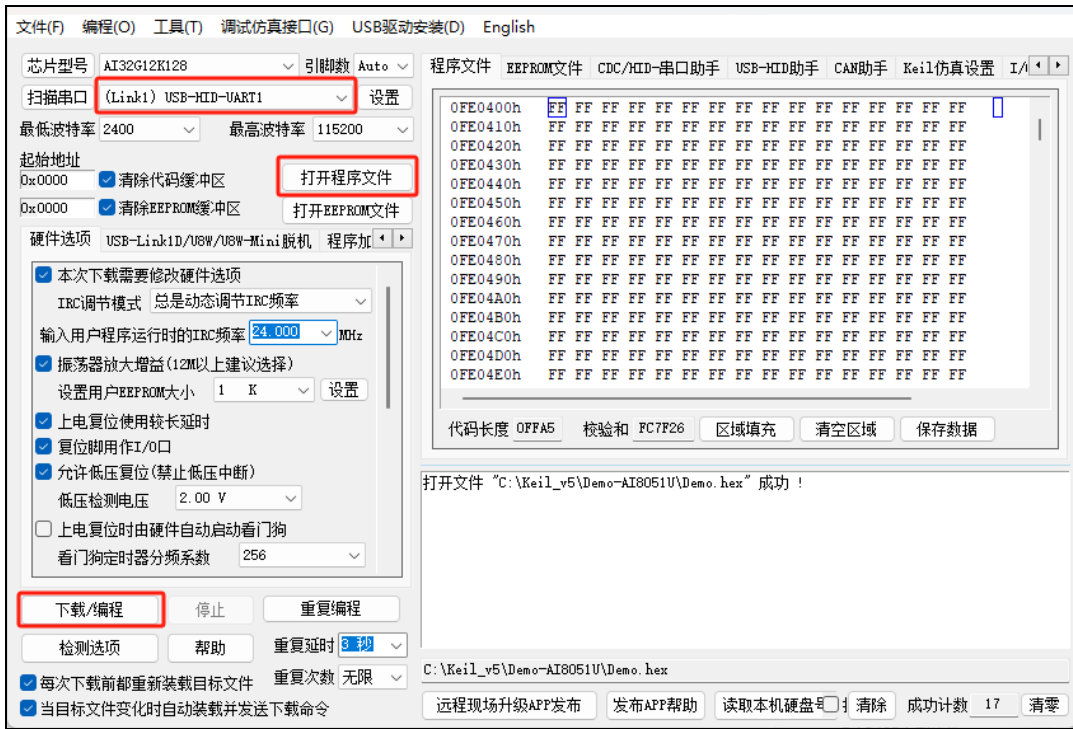 文件(F) 编程(O) 工具(T) 调试仿真接口(G) USB驱动安装(D) English
芯片型号 AI32G12K128 引脚数 Auto
扫描串口 (Link1) USB-HID-UART1 设置
最低波特率 2400 最高波特率 115200
起始地址
0x0000 清除代码缓冲区 打开程序文件
0x0000 清除EEPROM缓冲区 打开EEPROM文件
硬件选项 USB-Link1D/U8W/U8W-Mini脱机 程序加
本次下载需要修改硬件选项
IRC调节模式 总是动态调节IRC频率
输入用户程序运行时的IRC频率 24.000 MHz
振荡器放大增益(12M以上建议选择)
设置用户EEPROM大小 1 K 设置
上电复位使用较长延时
复位脚用作I/O口
允许低压复位(禁止低压中断)
低压检测电压 2.00 V
上电复位时由硬件自动启动看门狗
看门狗定时器分频系数 256
下载/编程 停止 重复编程
检测选项 帮助 重复延时 3 秒
每次下载前都重新装载目标文件 重复次数 无限
当目标文件变化时自动装载并发送下载命令
程序文件 EEPROM文件 CDC/HID-串口助手 USB-HID助手 CAN助手 Keil仿真设置 I/
0FE0400h FF FF FF FF FF FF FF FF FF FF FF FF FF FF FF FF
0FE0410h FF FF FF FF FF FF FF FF FF FF FF FF FF FF FF FF
0FE0420h FF FF FF FF FF FF FF FF FF FF FF FF FF FF FF FF
0FE0430h FF FF FF FF FF FF FF FF FF FF FF FF FF FF FF FF
0FE0440h FF FF FF FF FF FF FF FF FF FF FF FF FF FF FF FF
0FE0450h FF FF FF FF FF FF FF FF FF FF FF FF FF FF FF FF
0FE0460h FF FF FF FF FF FF FF FF FF FF FF FF FF FF FF FF
0FE0470h FF FF FF FF FF FF FF FF FF FF FF FF FF FF FF FF
0FE0480h FF FF FF FF FF FF FF FF FF FF FF FF FF FF FF FF
0FE0490h FF FF FF FF FF FF FF FF FF FF FF FF FF FF FF FF
0FE04A0h FF FF FF FF FF FF FF FF FF FF FF FF FF FF FF FF
0FE04B0h FF FF FF FF FF FF FF FF FF FF FF FF FF FF FF FF
0FE04C0h FF FF FF FF FF FF FF FF FF FF FF FF FF FF FF FF
0FE04D0h FF FF FF FF FF FF FF FF FF FF FF FF FF FF FF FF
0FE04E0h FF FF FF FF FF FF FF FF FF FF FF FF FF FF FF FF
代码长度 0FFA5 校验和 FC7F26 区域填充 清空区域 保存数据
打开文件 "C:\Keil_v5\Demo-AI8051U\Demo.hex" 成功 !
C:\Keil_v5\Demo-AI8051U\Demo.hex
远程现场升级APP发布 发布APP帮助 读取本机硬盘号 清除 成功计数 17 清零